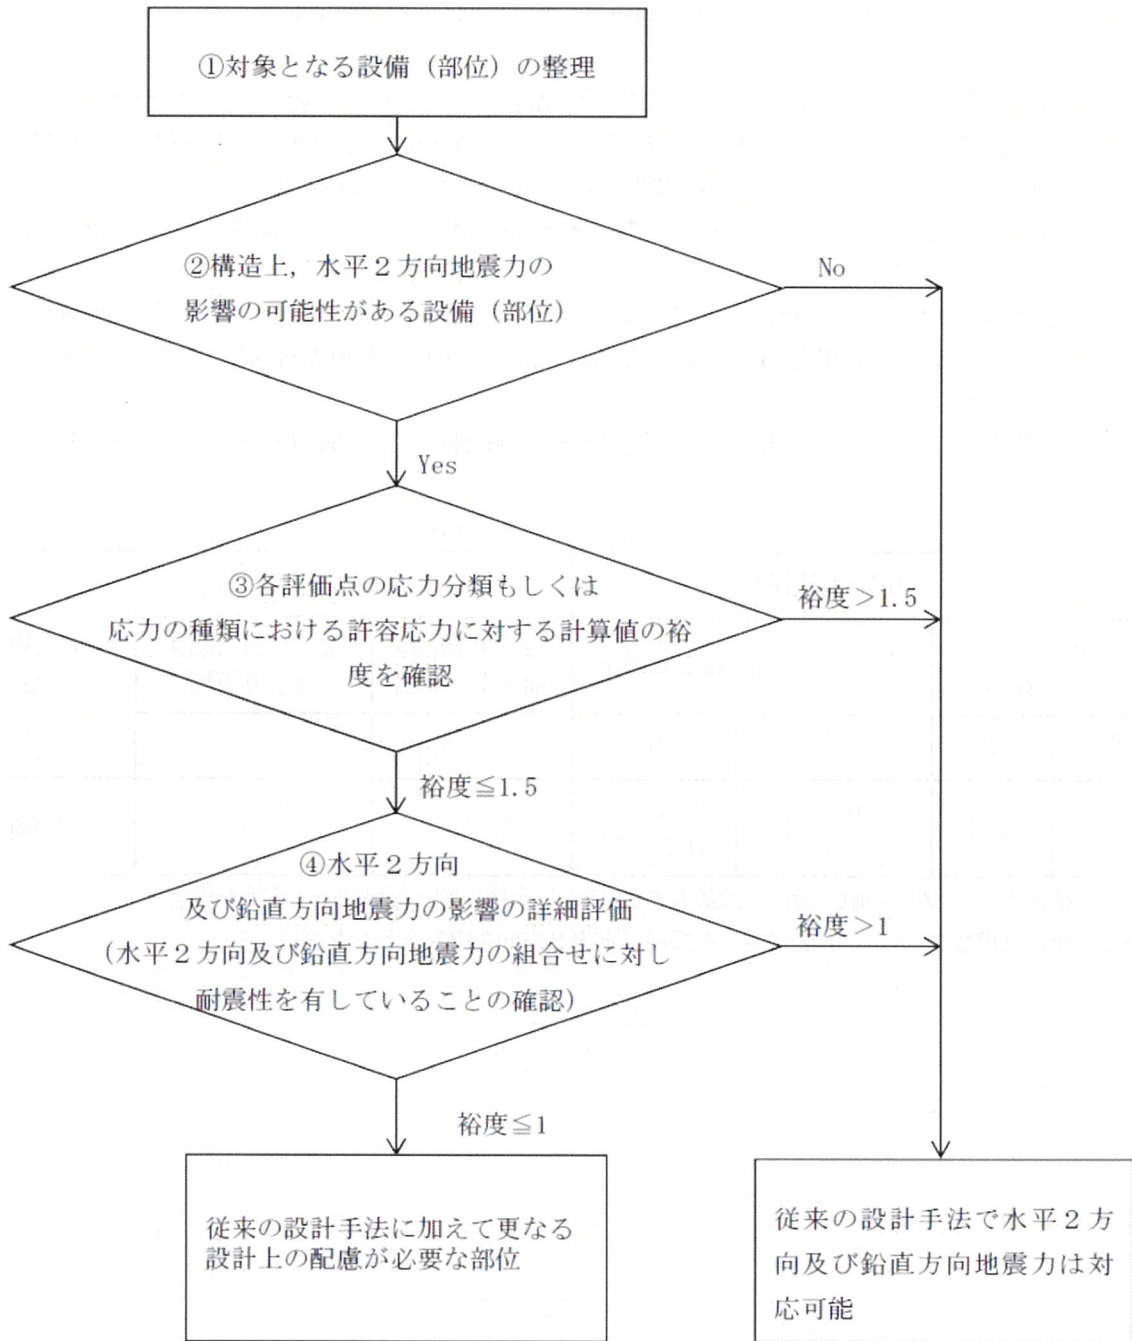 ①対象となる設備（部位）の整理
②構造上，水平２方向地震力の
影響の可能性がある設備（部位）
No
Yes
③各評価点の応力分類もしくは
応力の種類における許容応力に対する計算値の裕
度を確認
裕度＞1.5
裕度≦1.5
④水平２方向
及び鉛直方向地震力の影響の詳細評価
（水平２方向及び鉛直方向地震力の組合せに対し
耐震性を有していることの確認）
裕度＞1
裕度≦1
従来の設計手法に加えて更なる
設計上の配慮が必要な部位
従来の設計手法で水平２方
向及び鉛直方向地震力は対
応可能